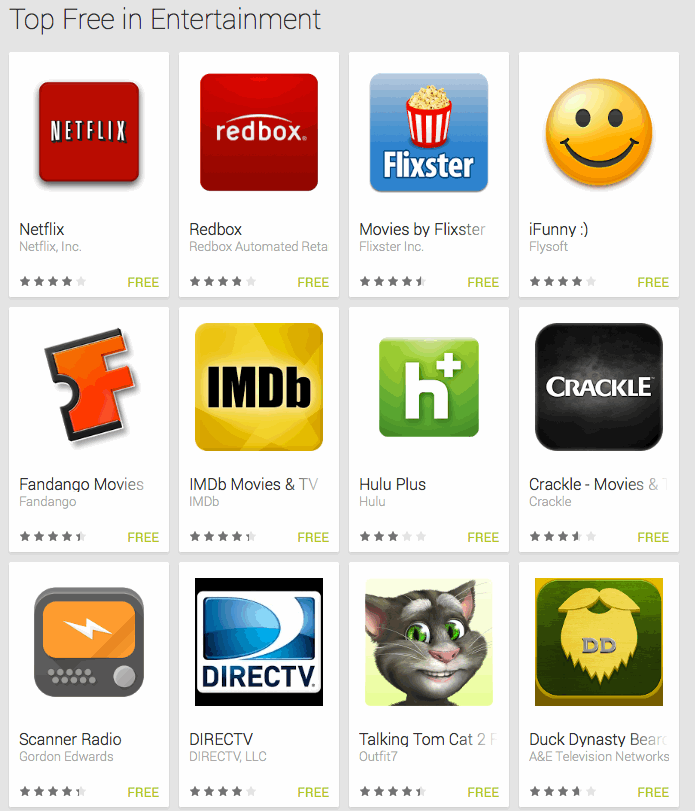 Top Free in Entertainment
NETFLIX
redbox.
Flixster
Netflix
Netflix, Inc.
FREE
Redbox
Redbox Automated Reta
FREE
Movies by Flixster
Flixster Inc.
FREE
iFunny :)
Flysoft
FREE
F
IMDb
h+
CRACKLE™
Fandango Movies
Fandango
FREE
IMDb Movies & TV
IMDb
FREE
Hulu Plus
Hulu
FREE
Crackle - Movies & T
Crackle
FREE
DIRECTV.
DD
Scanner Radio
Gordon Edwards
FREE
DIRECTV
DIRECTV, LLC
FREE
Talking Tom Cat 2 F
Outfit7
FREE
Duck Dynasty Beard
A&E Television Networks
FREE